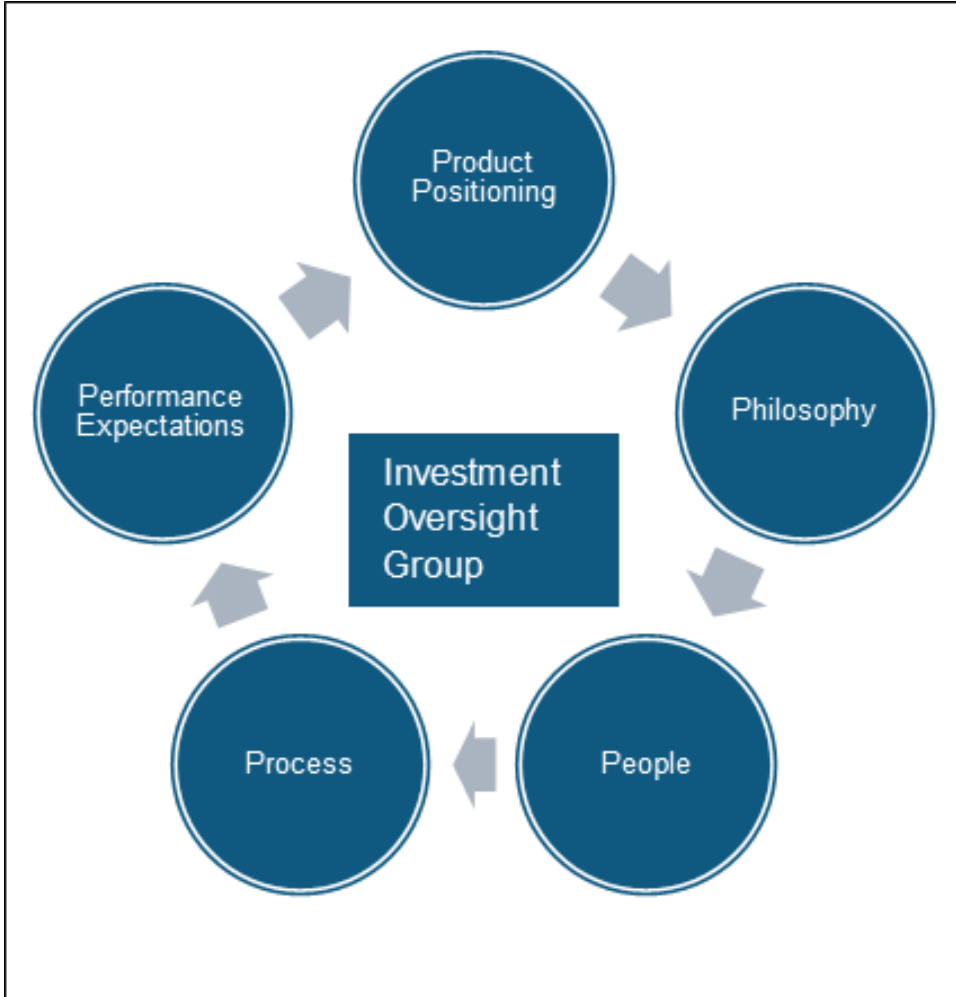 Product
Positioning
Philosophy
People
Process
Performance
Expectations
Investment
Oversight
Group